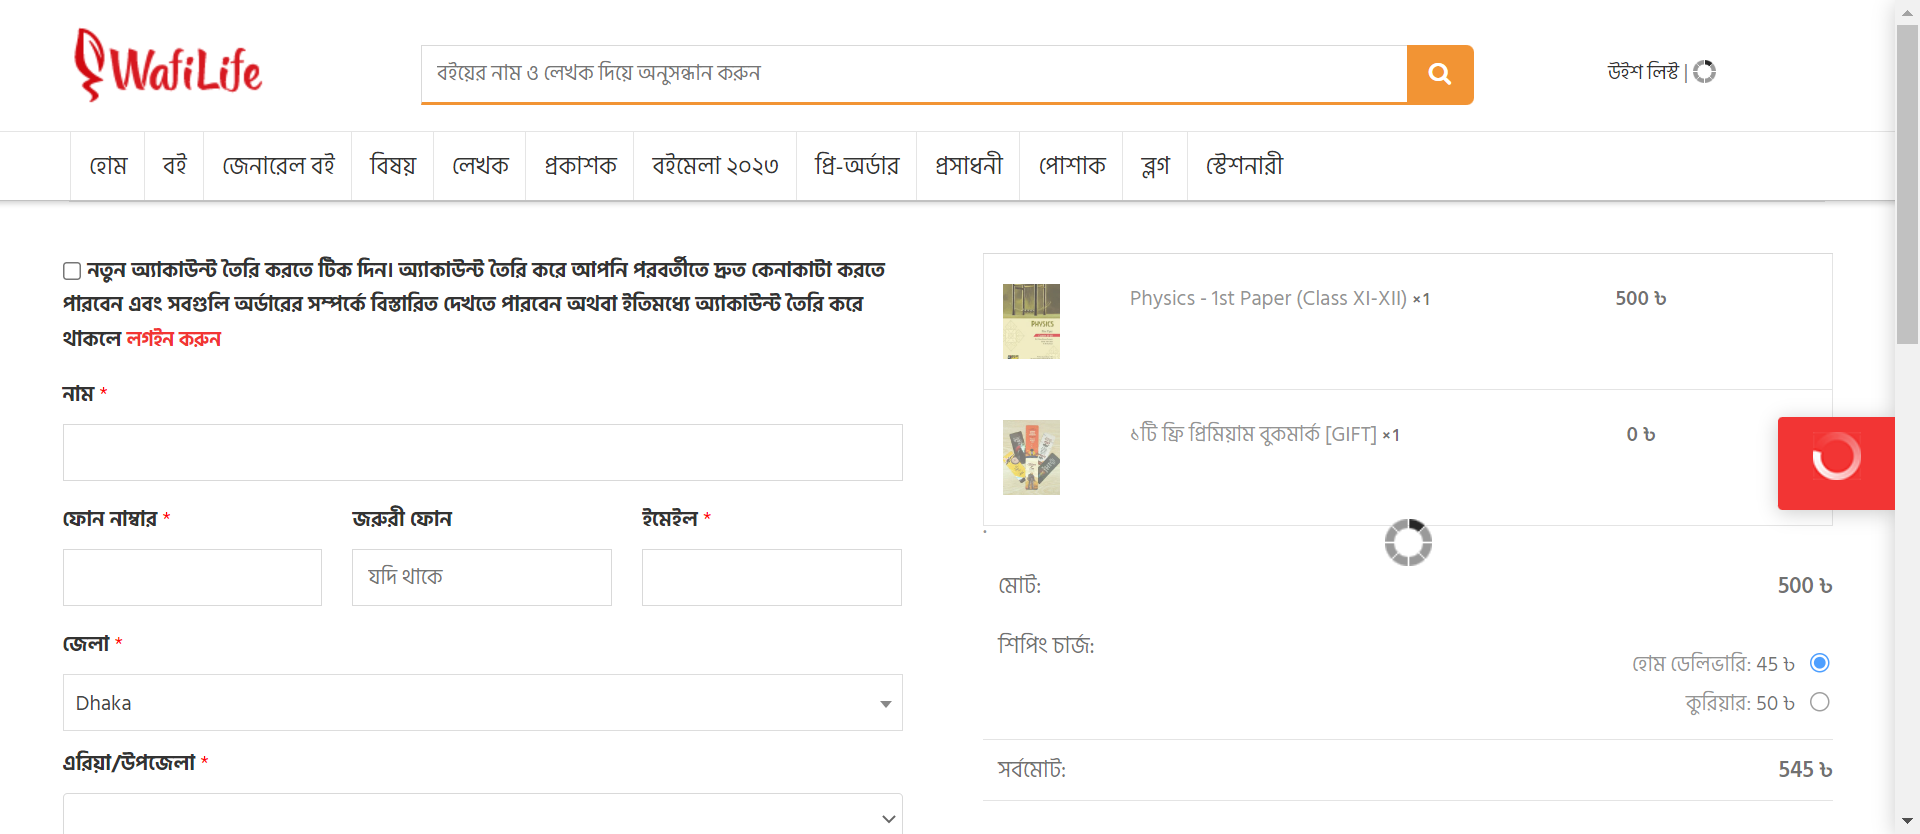 WafiLife
বইয়ের নাম ও লেখক দিয়ে অনুসন্ধান করুন
উইশ লিস্ট |
হোম
বই
জেনারেল বই
বিষয়
লেখক
প্রকাশক
বইমেলা ২০২৩
প্রি-অর্ডার
প্রসাধনী
পোশাক
ব্লগ
স্টেশনারী
নতুন অ্যাকাউন্ট তৈরি করতে টিক দিন। অ্যাকাউন্ট তৈরি করে আপনি পরবর্তীতে দ্রুত কেনাকাটা করতে
পারবেন এবং সবগুলি অর্ডারের সম্পর্কে বিস্তারিত দেখতে পারবেন অথবা ইতিমধ্যে অ্যাকাউন্ট তৈরি করে
থাকলে লগইন করুন
নাম *
ফোন নাম্বার *
জরুরী ফোন
ইমেইল *
যদি থাকে
জেলা *
Dhaka
এরিয়া/উপজেলা *
PHYSICS
Physics - 1st Paper (Class XI-XII) ×1
500 ৳
১টি ফ্রি প্রিমিয়াম বুকমার্ক [GIFT] ×1
0 ৳
মোট:
500 ৳
শিপিং চার্জ:
হোম ডেলিভারি: 45 ৳
কুরিয়ার: 50 ৳
সর্বমোট:
545 ৳